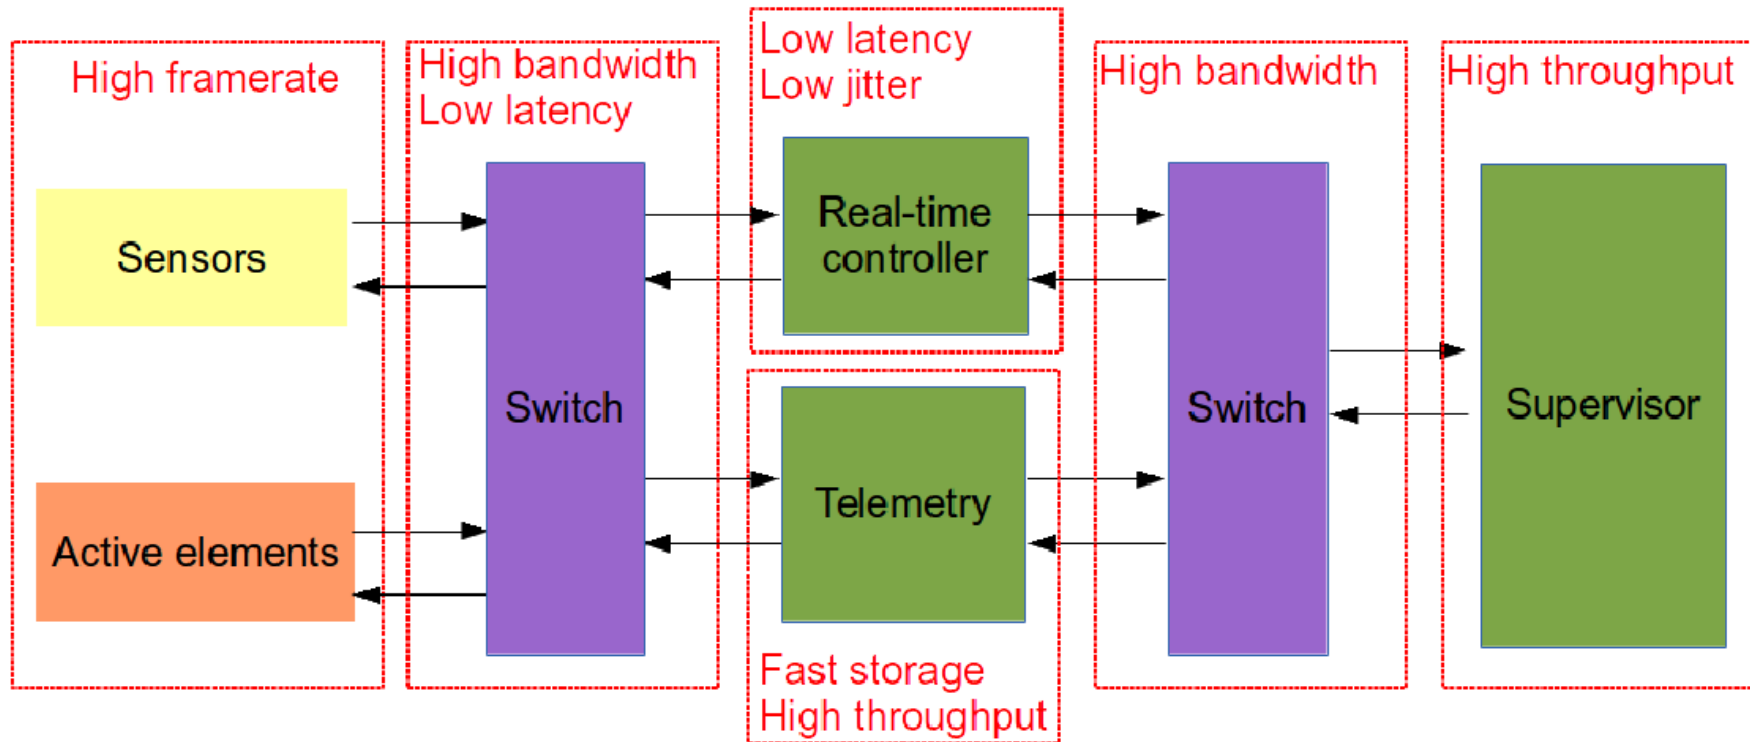 High framerate
Sensors
Active elements
High bandwidth
Low latency
Switch
Low latency
Low jitter
Real-time
controller
Telemetry
Fast storage
High throughput
High bandwidth
Switch
High throughput
Supervisor